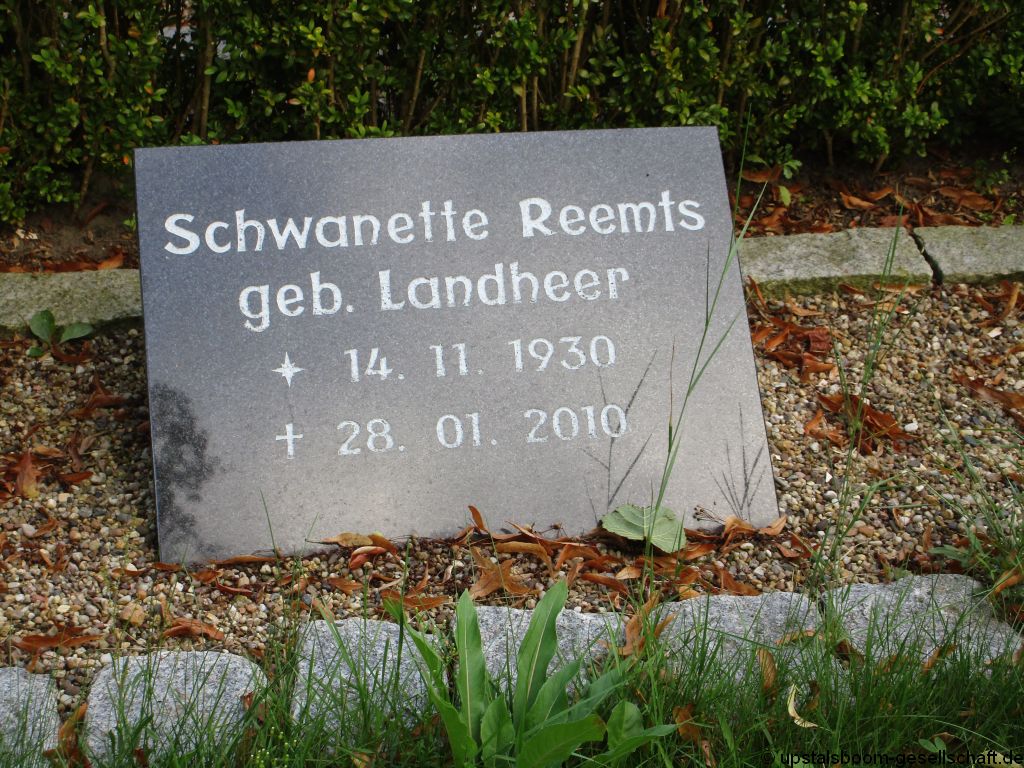 Schwanette Reemts
geb. Landheer
14. 11. 1930
28. 01. 2010
© upstalsboom-gesellschaft.de